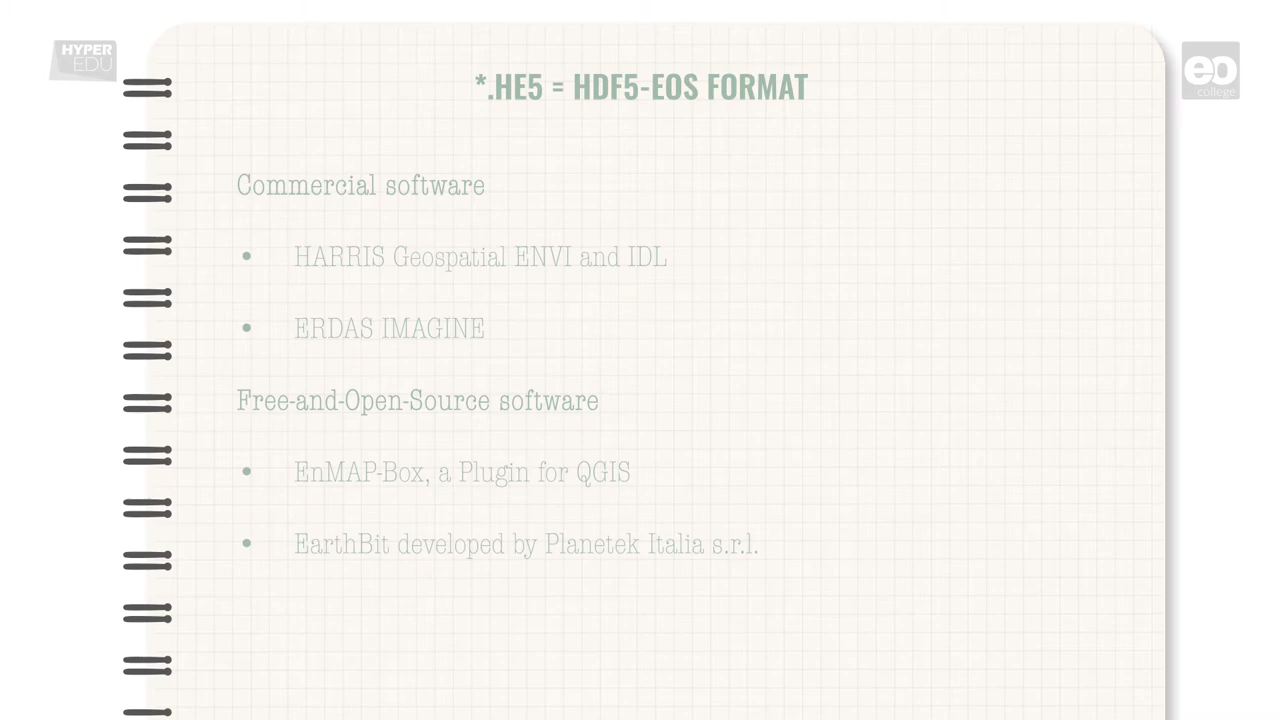 HYPER
EDU
eo
college
*.HE5 = HDF5-EOS FORMAT
Commercial software
• HARRIS Geospatial ENVI and IDL
• ERDAS IMAGINE
Free-and-Open-Source software
• EnMAP-Box, a Plugin for QGIS
• EarthBit developed by Planetek Italia s.r.l.